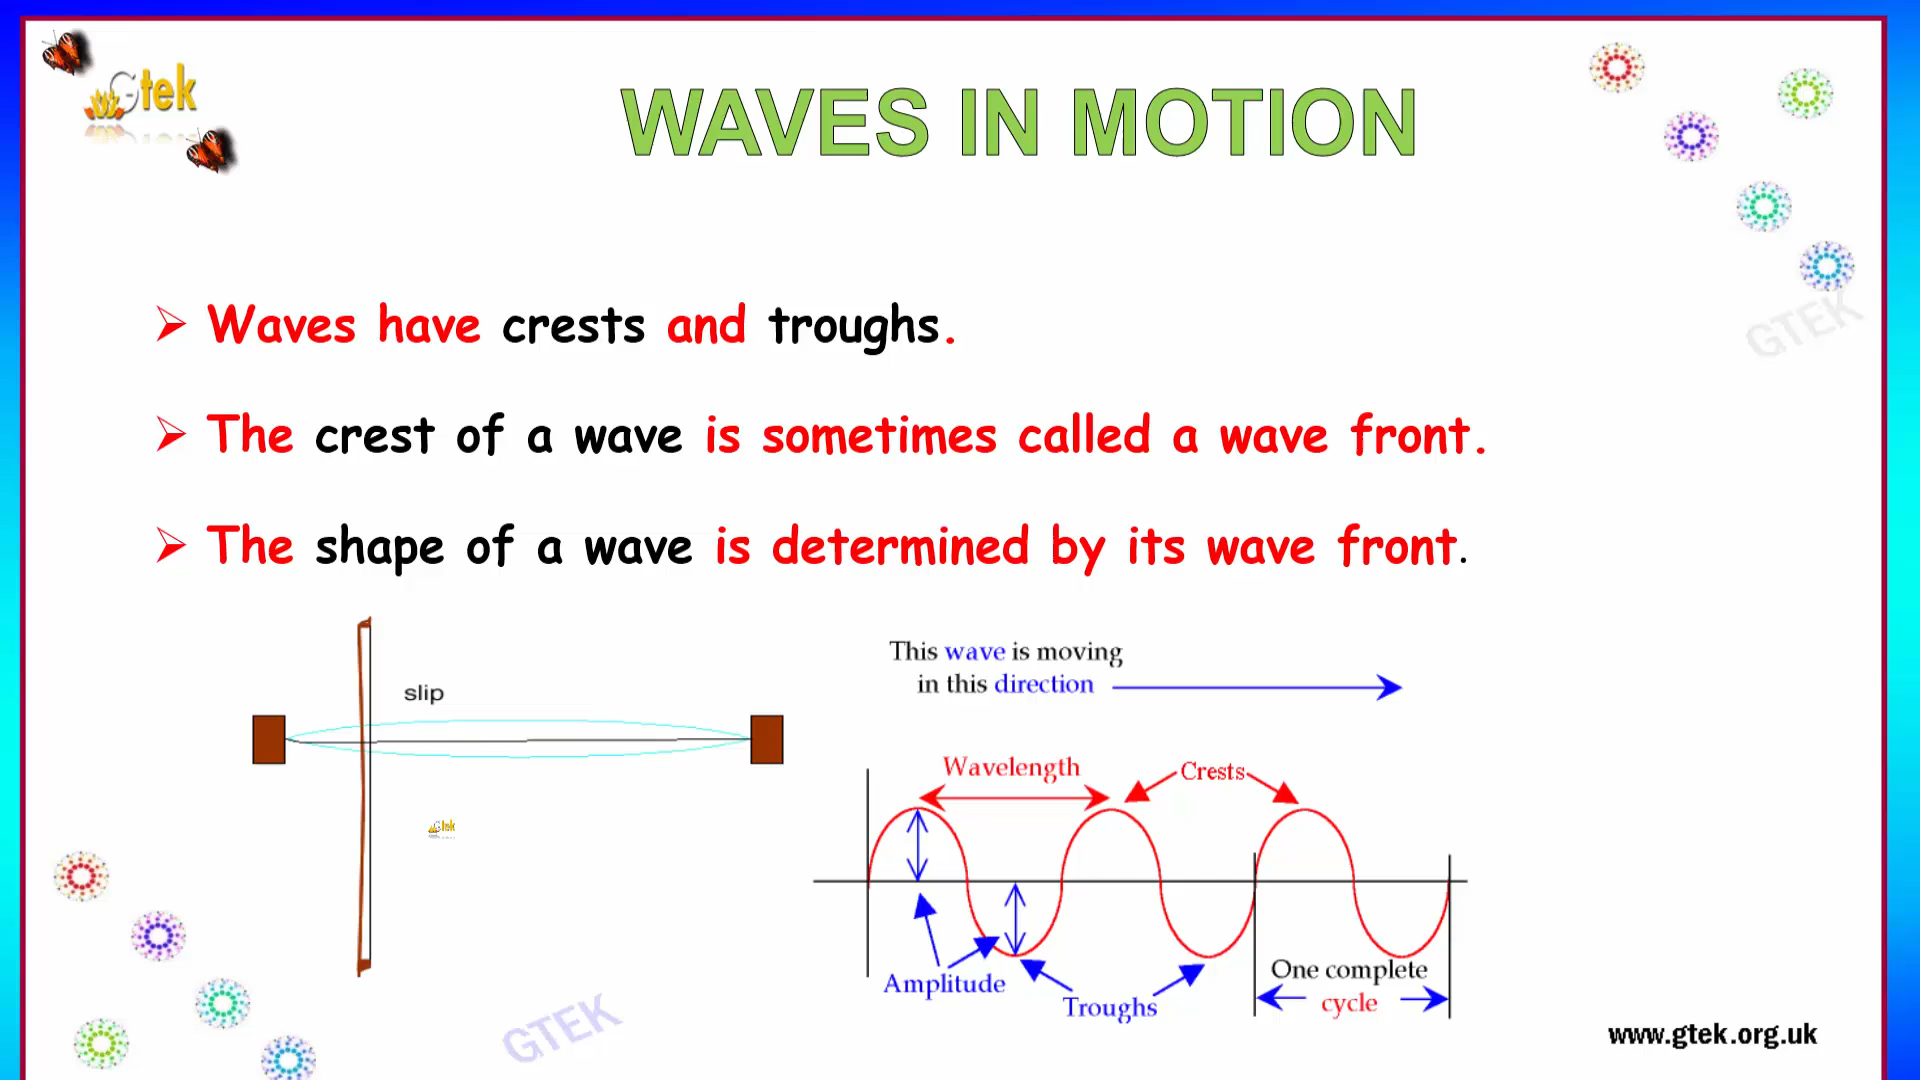 Gtek
WAVES IN MOTION
Waves have crests and troughs.
GTEK
The crest of a wave is sometimes called a wave front.
The shape of a wave is determined by its wave front.
slip
This wave is moving
in this direction
Wavelength
Crests
Gtek
Amplitude
Troughs
One complete
cycle
GTEK
www.gtek.org.uk